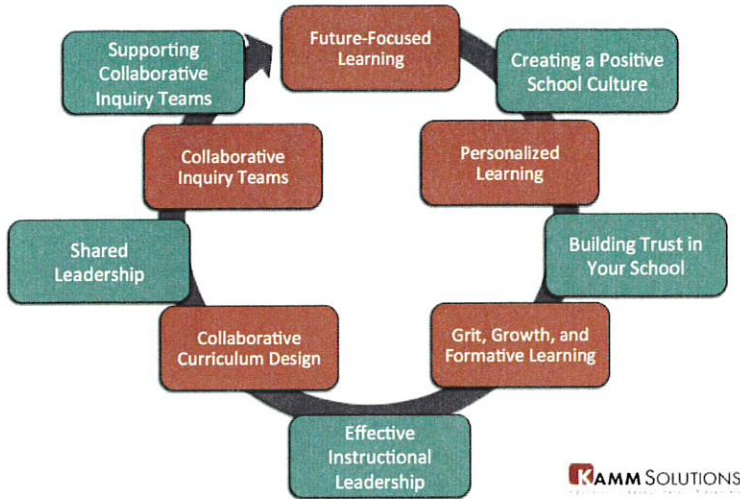 Future-Focused
Learning
Creating a Positive
School Culture
Personalized
Learning
Building Trust in
Your School
Grit, Growth, and
Formative Learning
Effective
Instructional
Leadership
Collaborative
Curriculum Design
Shared
Leadership
Collaborative
Inquiry Teams
Supporting
Collaborative
Inquiry Teams
KAMM SOLUTIONS